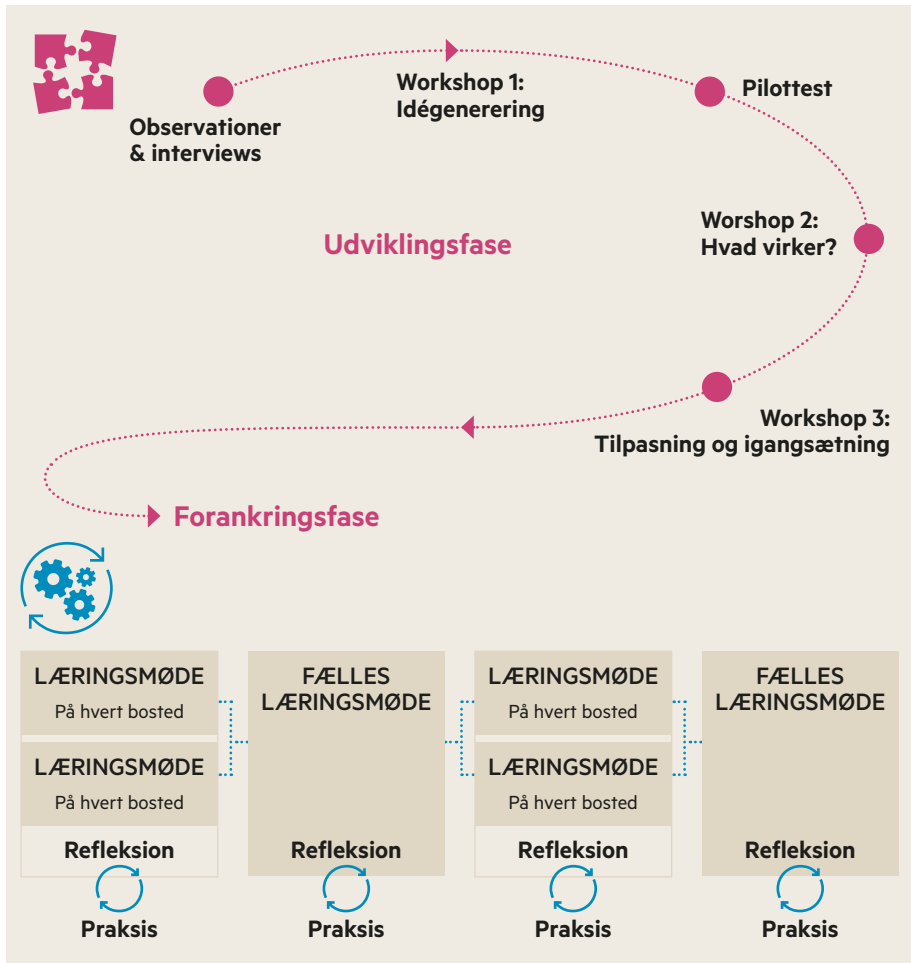 Observationer
& interviews
Workshop 1:
Idégenerering
Pilottest
Worshop 2:
Hvad virker?
Udviklingsfase
Workshop 3:
Tilpasning og igangsætning
Forankringsfase
LÆRINGSMØDE
På hvert bosted
LÆRINGSMØDE
På hvert bosted
Refleksion
Praksis
FÆLLES
LÆRINGSMØDE
Refleksion
Praksis
LÆRINGSMØDE
På hvert bosted
LÆRINGSMØDE
På hvert bosted
Refleksion
Praksis
FÆLLES
LÆRINGSMØDE
Refleksion
Praksis